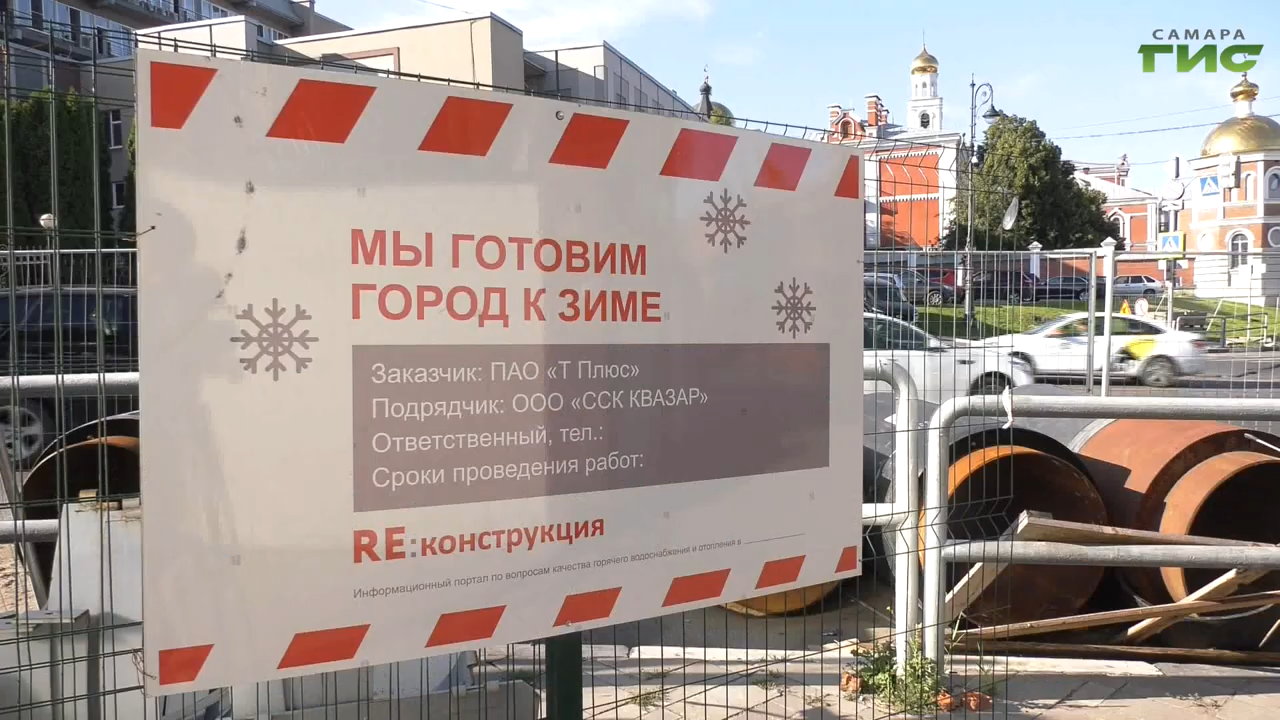 САМАРА
ГИС
МЫ ГОТОВИМ
ГОРОД К ЗИМЕ
Заказчик: ПАО «Т Плюс»
Подрядчик: ООО «ССК КВАЗАР»
Ответственный, тел.:
Сроки проведения работ:
RE:конструкция
Информационный портал по вопросам качества горячего водоснабжения и отопления в